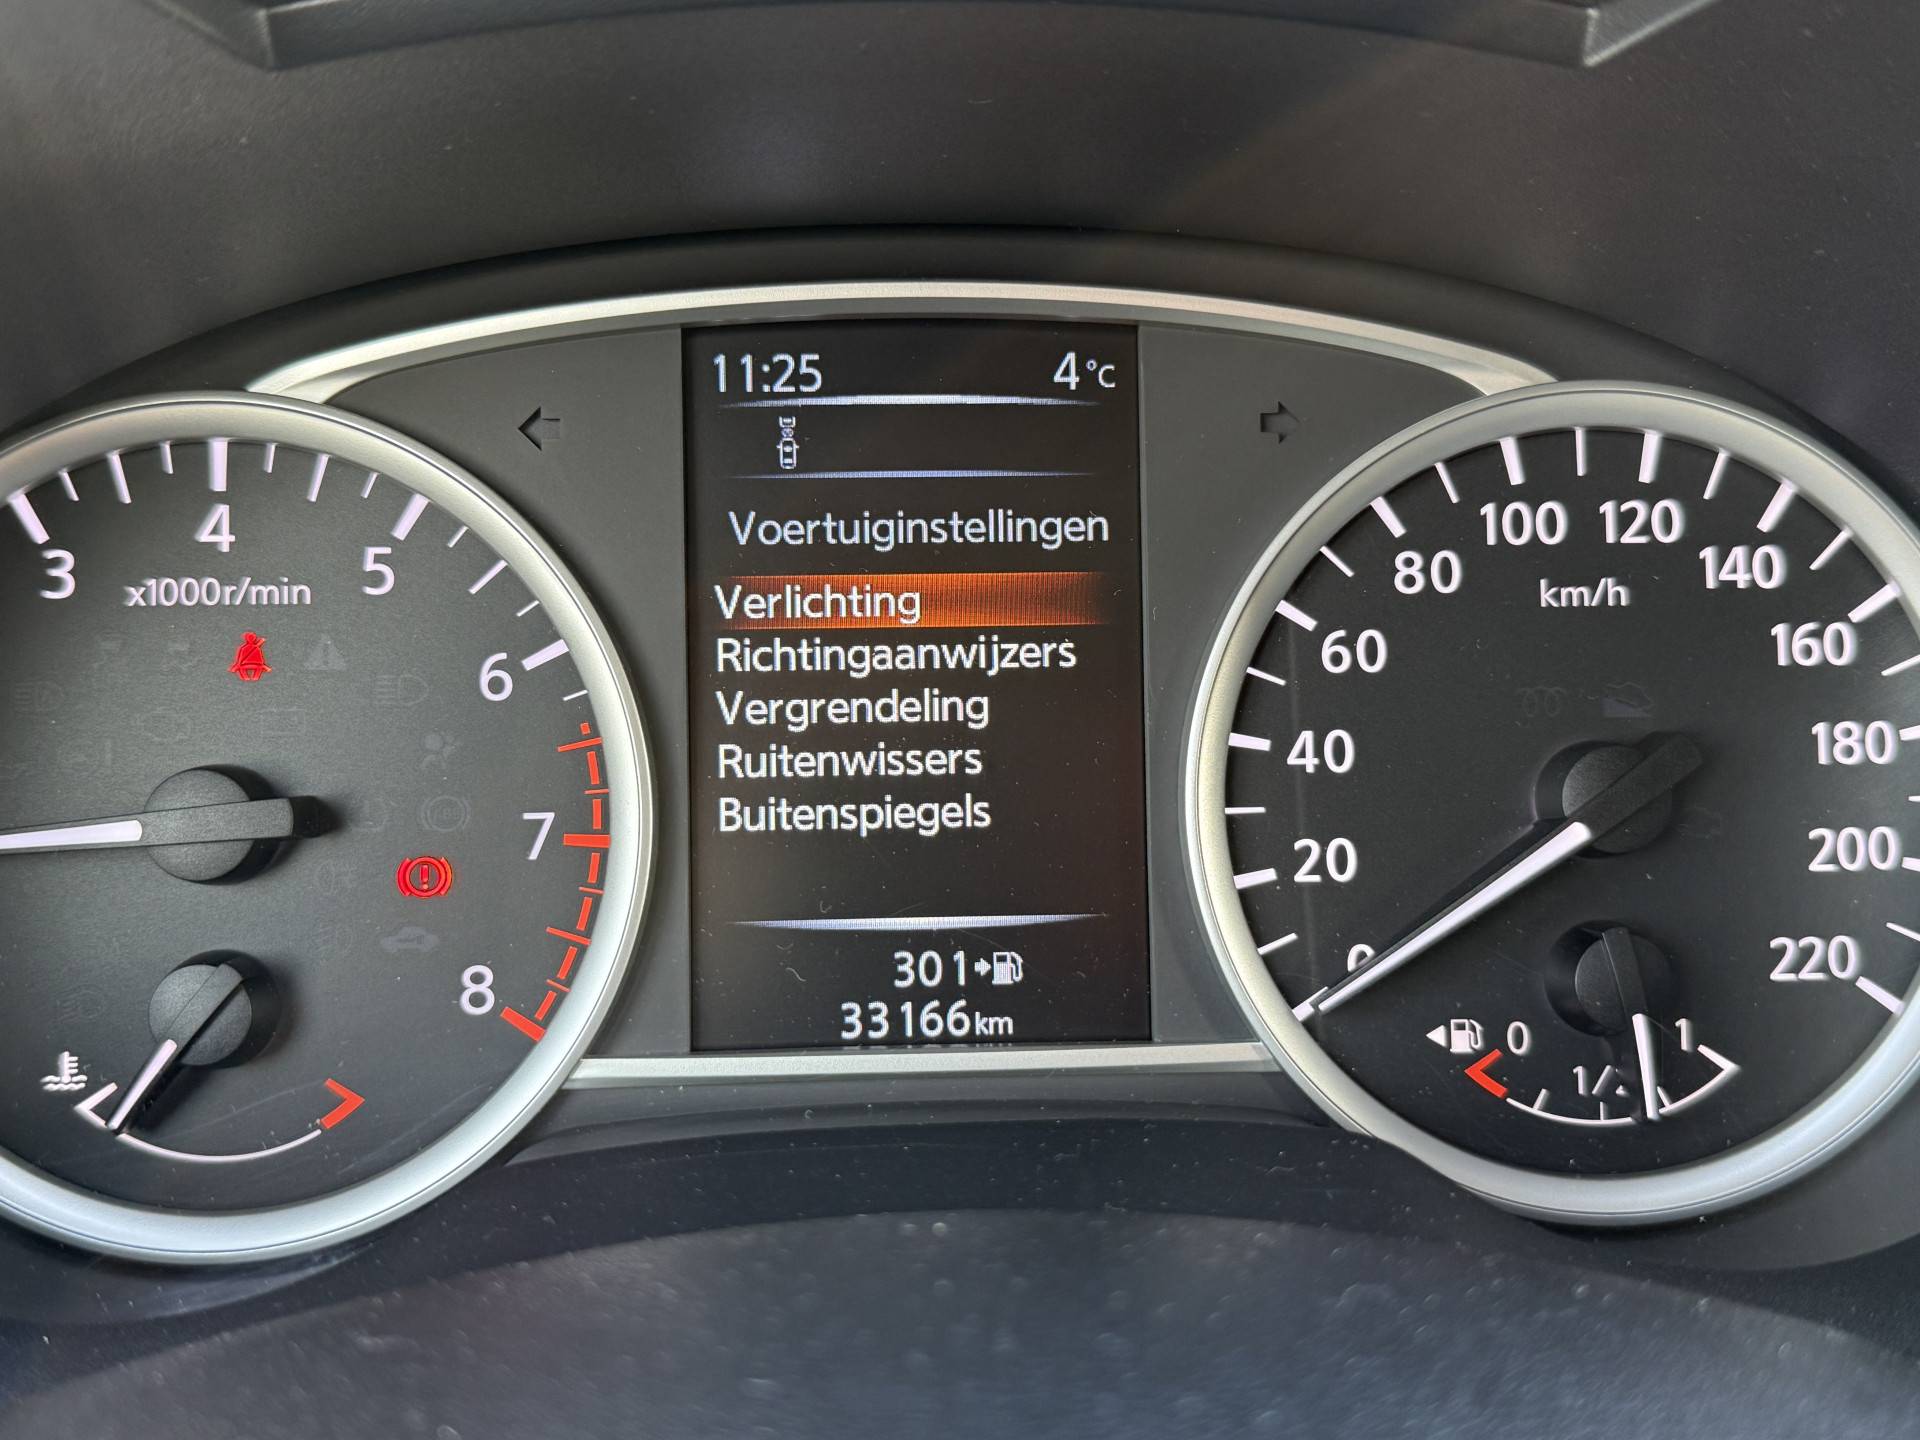 11:25 4°C
Voertuiginstellingen
Verlichting
Richtingaanwijzers
Vergrendeling
Ruitenwissers
Buitenspiegels
301
33166km
3 4 5 6 7 8
x1000r/min
0 20 40 60 80 100 120 140 160 180 200 220
km/h
0 1/2 1